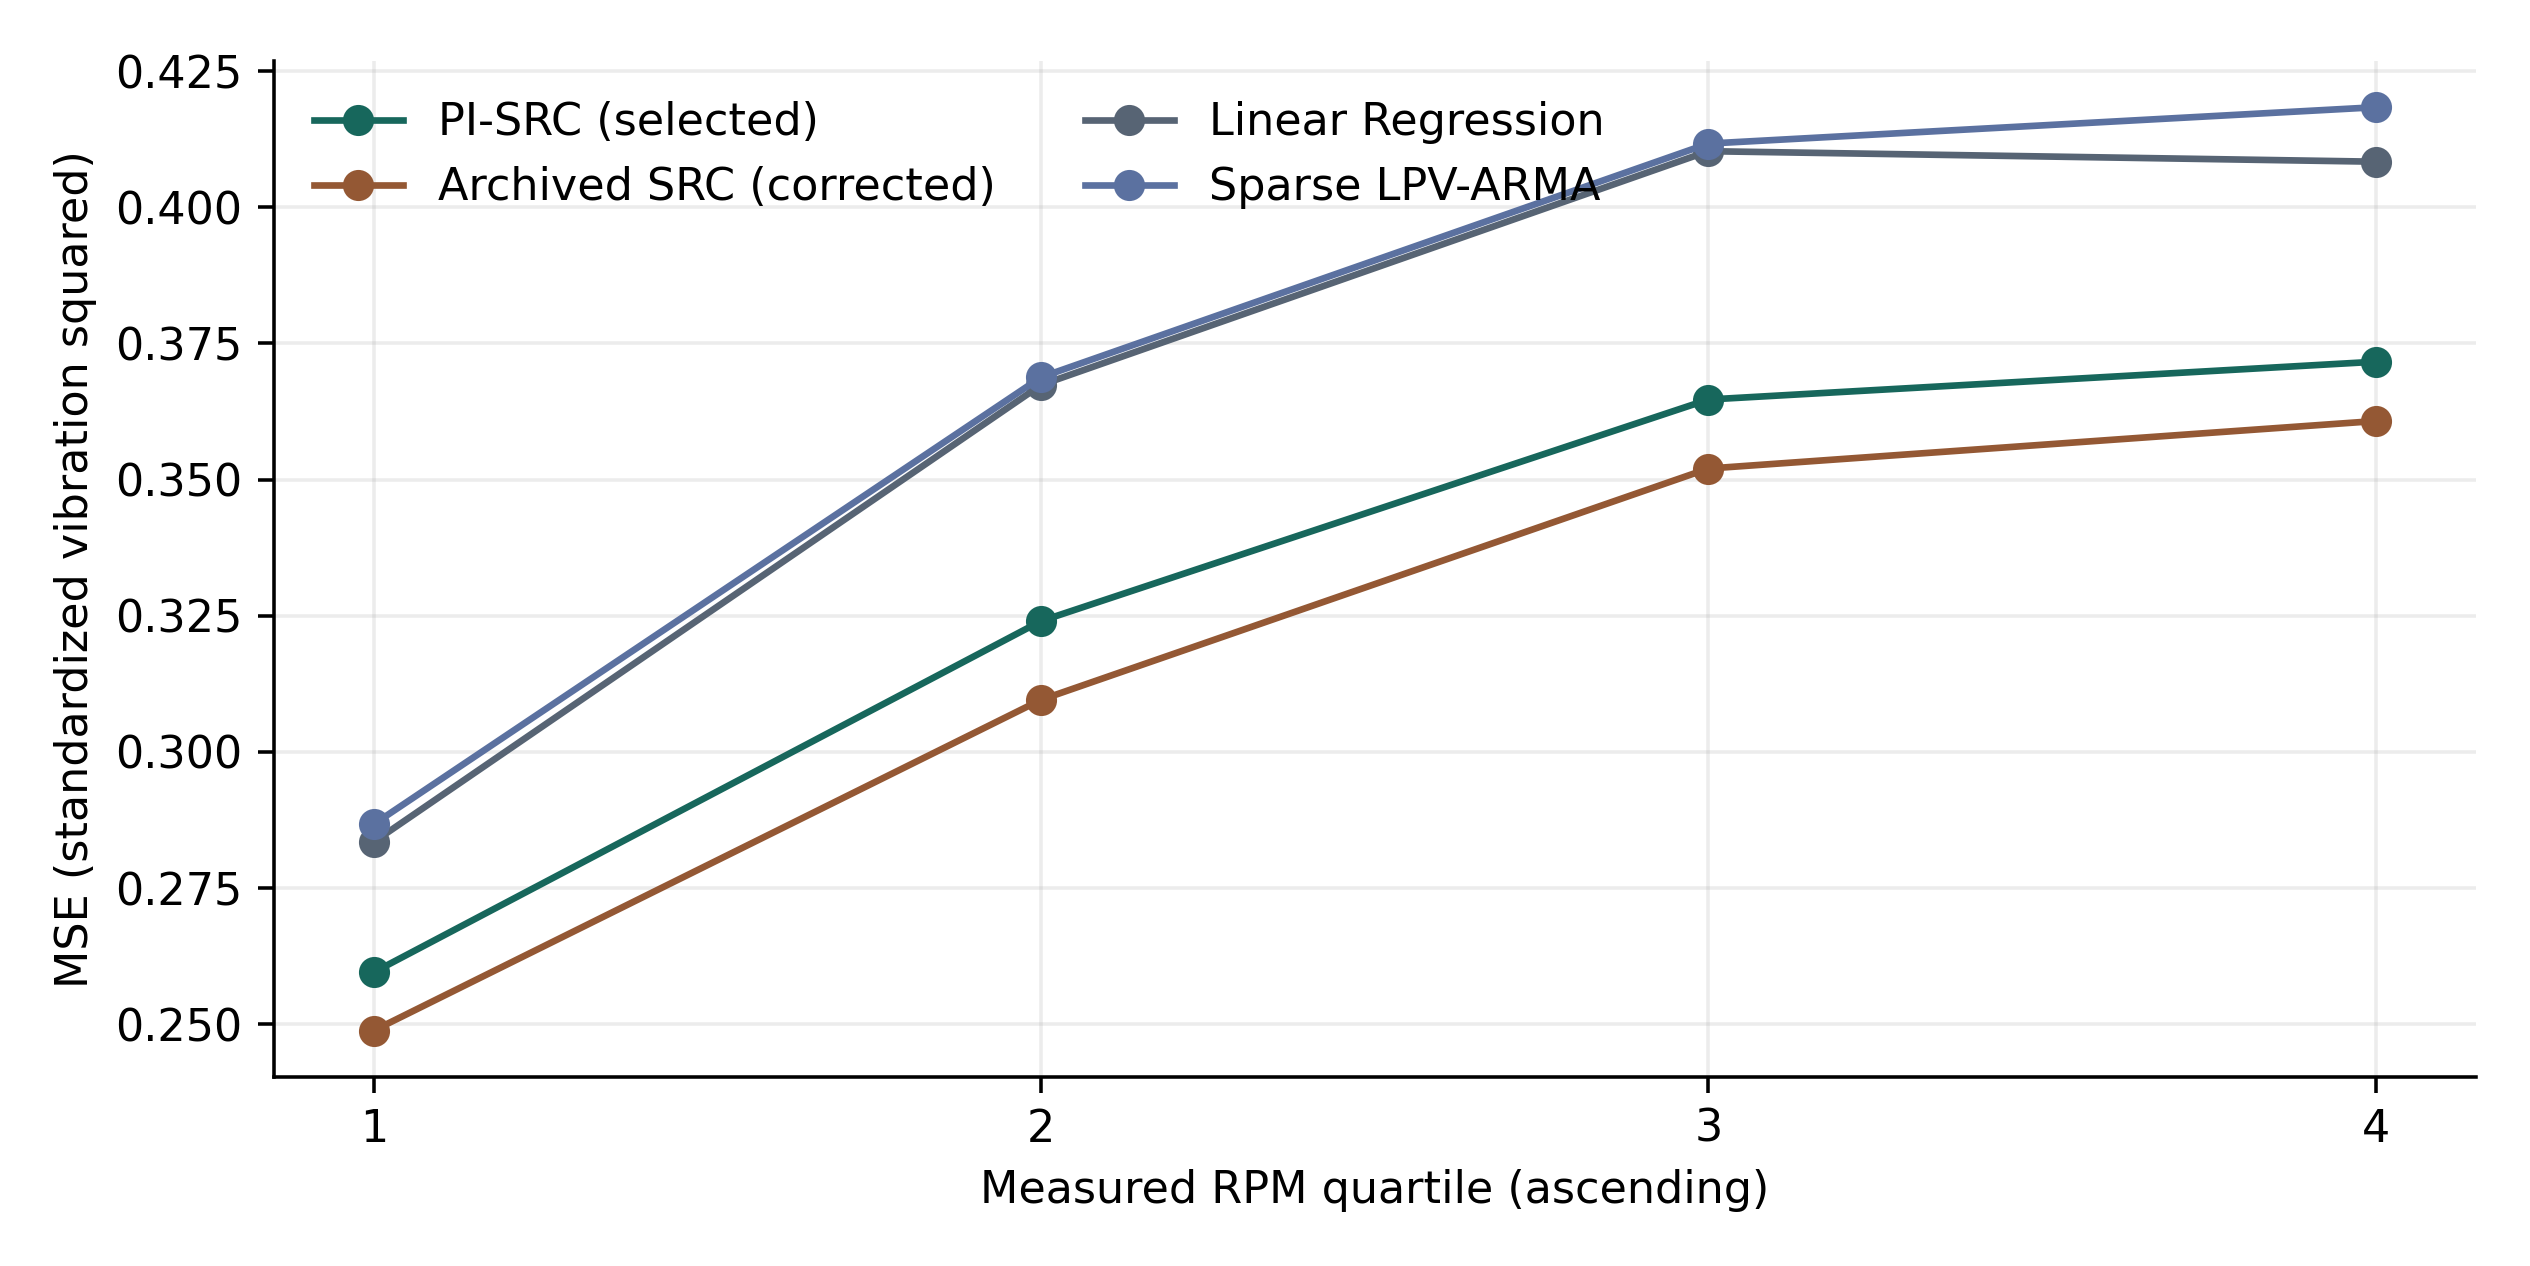 0.425
0.400
0.375
0.350
0.325
0.300
0.275
0.250
MSE (standardized vibration squared)
PI-SRC (selected)
Archived SRC (corrected)
Linear Regression
Sparse LPV-ARMA
1 2 3 4
Measured RPM quartile (ascending)